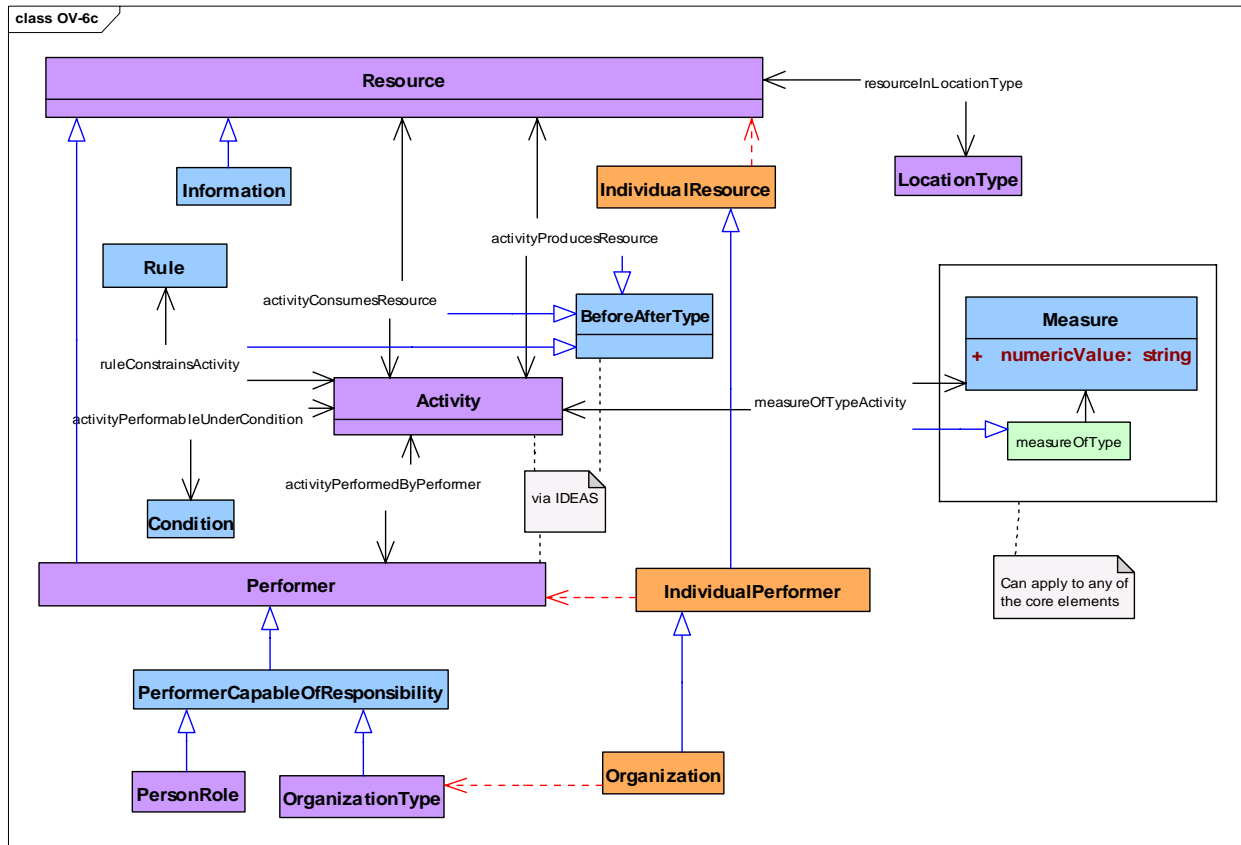 class OV-6c
Resource
resourceInLocationType
Information
IndividualResource
LocationType
activityProducesResource
Rule
activityConsumesResource
BeforeAfterType
Measure
+ numericValue: string
ruleConstrainsActivity
Activity
measureOfTypeActivity
activityPerformableUnderCondition
measureOfType
activityPerformedByPerformer
via IDEAS
Condition
Performer
IndividualPerformer
Can apply to any of
the core elements
PerformerCapableOfResponsibility
PersonRole
OrganizationType
Organization